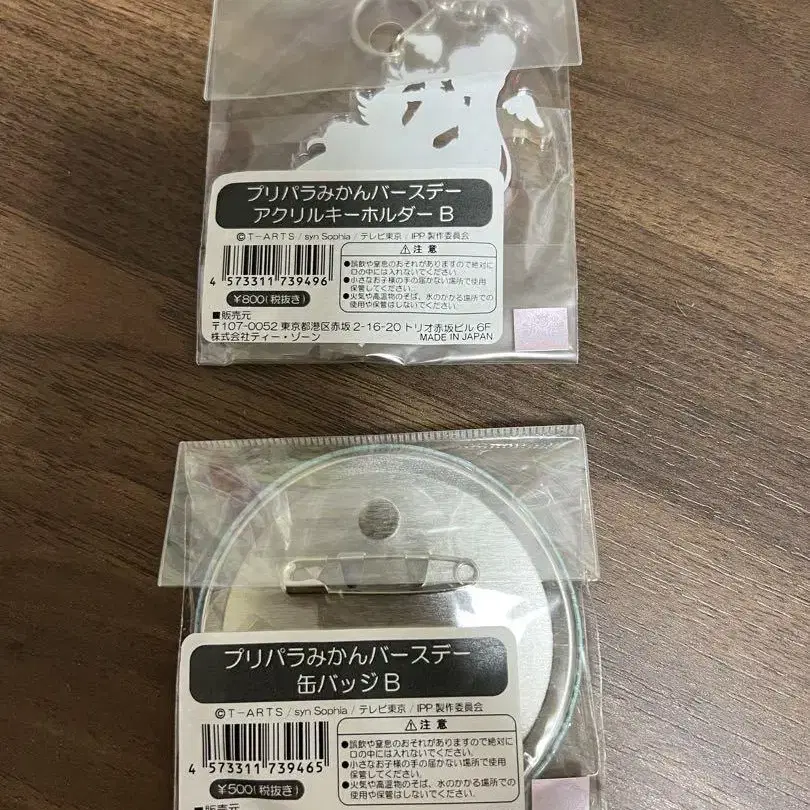 プリパラみかんバースデー
アクリルキーホルダー B
©T-ARTS / syn Sophia / テレビ東京 / IPP 製作委員会
⚠注 意
●誤飲や窒息のおそれがありますので絶対に
口の中には入れないでください。
●小さなお子様の手の届かない場所で使用
保管してください。
●火気や高温物のそば、水のかかる場所での
使用や保管はしないでください。
4 573311 739496
¥800(税抜き)
■販売元
〒107-0052 東京都港区赤坂 2-16-20 トリオ赤坂ビル 6F
株式会社ティー・ゾーン
MADE IN JAPAN
プリパラみかんバースデー
缶バッジ B
©T-ARTS / syn Sophia / テレビ東京 / IPP 製作委員会
⚠注 意
●誤飲や窒息のおそれがありますので絶対に
口の中には入れないでください。
●小さなお子様の手の届かない場所で使用
保管してください。
●火気や高温物のそば、水のかかる場所での
使用や保管はしないでください。
4 573311 739465
¥500(税抜き)
■販売元